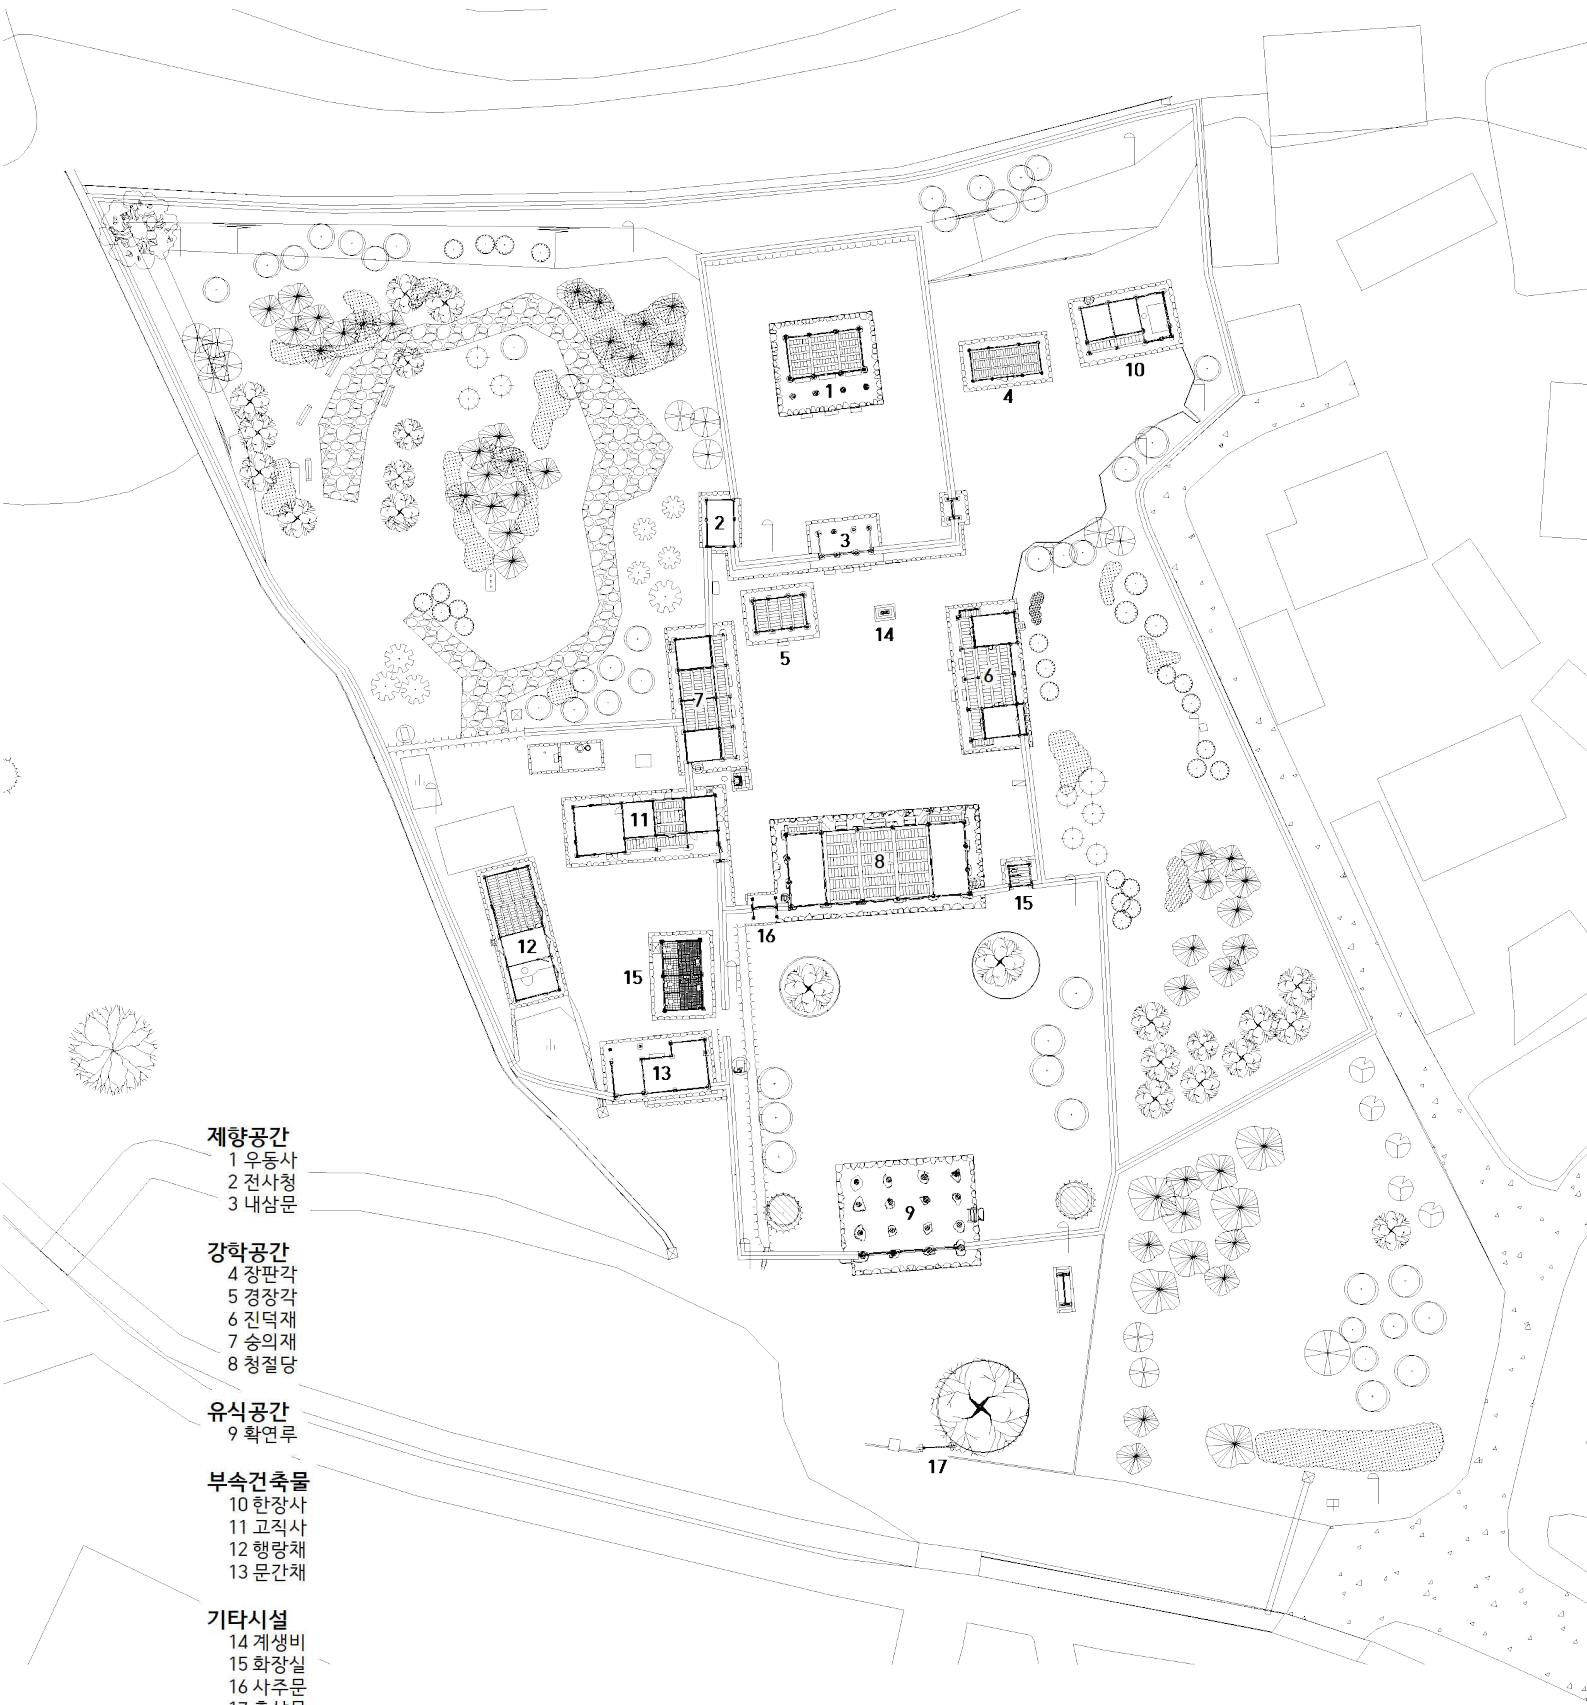 1
10
4
2
3
14
5
6
7
11
8
15
16
12
15
13
9
17
제향공간
1 우동사
2 전사청
3 내삼문
강학공간
4 장판각
5 경장각
6 진덕재
7 숭의재
8 청절당
유식공간
9 확연루
부속건축물
10 한장사
11 고직사
12 행랑채
13 문간채
기타시설
14 계생비
15 화장실
16 사주문